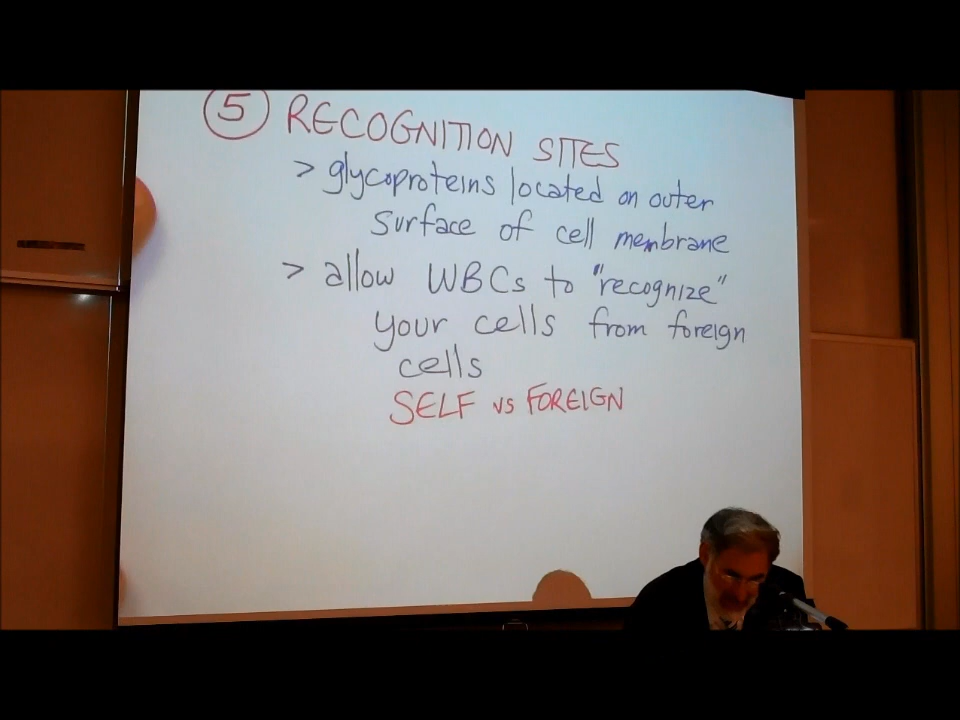 5 RECOGNITION SITES
> glycoproteins located on outer
surface of cell membrane
> allow WBCs to "recognize"
your cells from foreign
cells
SELF vs FOREIGN